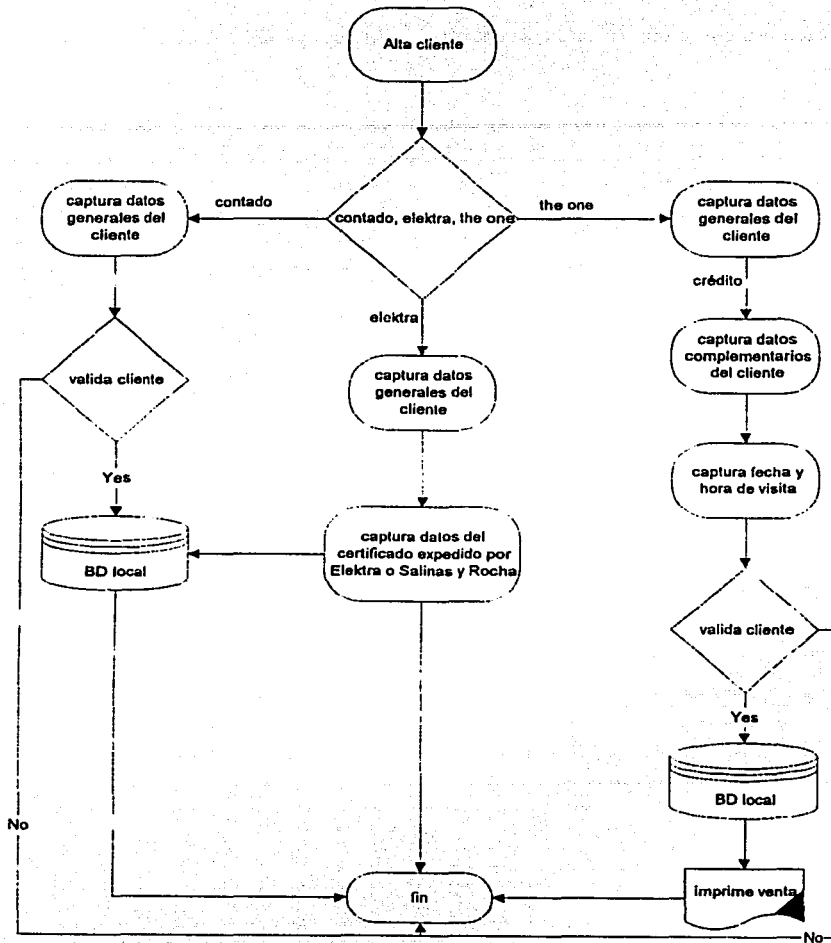 Alta cliente
captura datos
generales del
cliente
contado
contado, elektra, the one
the one
captura datos
generales del
cliente
crédito
elektra
valida cliente
captura datos
generales del
cliente
captura datos
complementarios
del cliente
Yes
captura fecha y
hora de visita
captura datos del
certificado expedido por
Elektra o Salinas y Rocha
BD local
valida cliente
Yes
BD local
No
fin
imprime venta
No